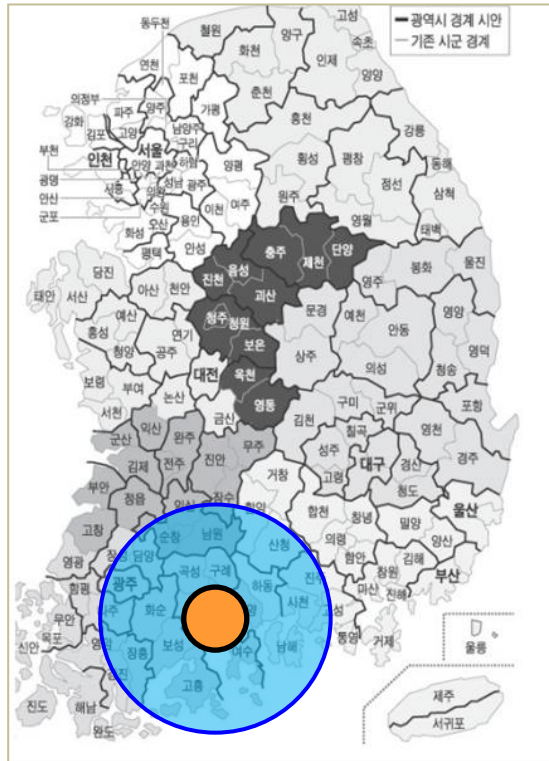 광역시 경계 시안
기존 시군 경계
동두천
철원
양구
고성
화천
속초
연천
포천
인제
양양
의정부
파주
양주
가평
춘천
강화
김포
고양
남양주
홍천
강릉
부천
서울
구리
인천
하남
양평
횡성
평창
동해
광명
안양
과천
성남
광주
정선
안산
시흥
의왕
원주
삼척
군포
수원
용인
이천
여주
영월
태백
화성
오산
평택
안성
충주
제천
단양
당진
음성
영주
봉화
울진
태안
서산
아산
천안
진천
괴산
문경
예천
영양
예산
연기
청주
청원
안동
홍성
청양
공주
보은
상주
영덕
의성
청송
보령
부여
대전
옥천
서천
논산
금산
영동
김천
구미
군위
포항
군산
익산
완주
무주
칠곡
영천
성주
대구
경산
경주
김제
전주
진안
거창
고령
청도
부안
정읍
장수
합천
창녕
밀양
울산
고창
순창
남원
산청
의령
양산
영광
담양
함안
김해
함평
광주
곡성
구례
하동
창원
부산
마산
진해
무안
화순
사천
고성
목포
신안
영암
장흥
보성
여수
남해
통영
거제
울릉
고흥
진도
해남
완도
제주
서귀포